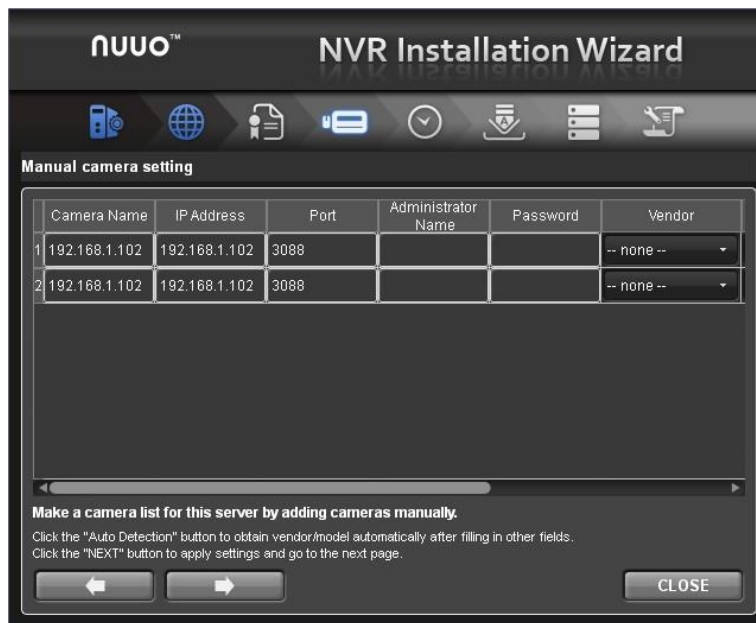 nuuo™
NVR Installation Wizard
Manual camera setting
Camera Name IP Address Port Administrator Name Password Vendor
1 192.168.1.102 192.168.1.102 3088 -- none --
2 192.168.1.102 192.168.1.102 3088 -- none --
Make a camera list for this server by adding cameras manually.
Click the "Auto Detection" button to obtain vendor/model automatically after filling in other fields.
Click the "NEXT" button to apply settings and go to the next page.
CLOSE